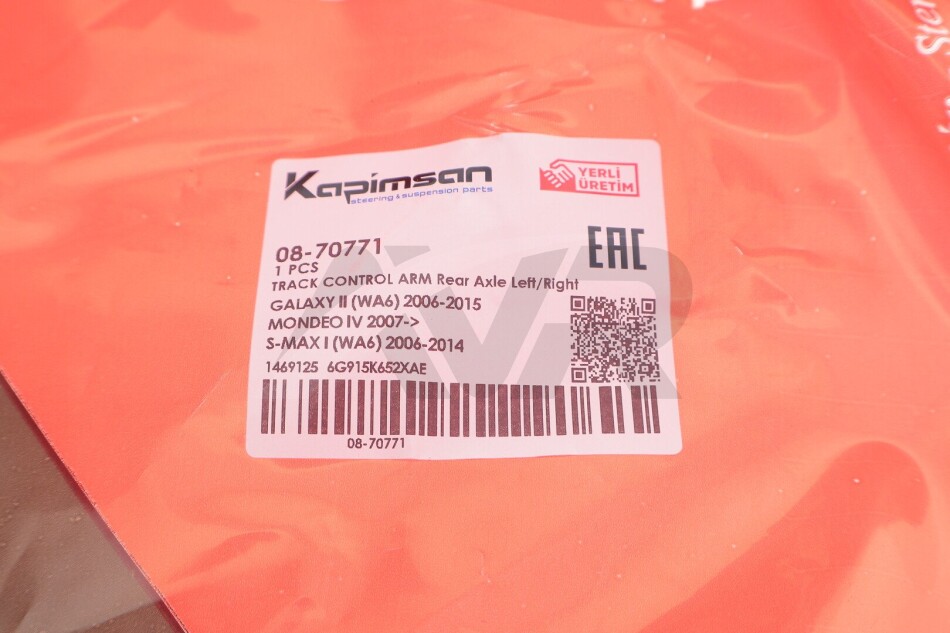 Kapimsan
steering & suspension parts
YERLİ
ÜRETİM
08-70771
1 PCS
EAC
TRACK CONTROL ARM Rear Axle Left/Right
GALAXY II (WA6) 2006-2015
MONDEO IV 2007->
S-MAX I (WA6) 2006-2014
1469125 6G915K652XAE
08-70771
AVR